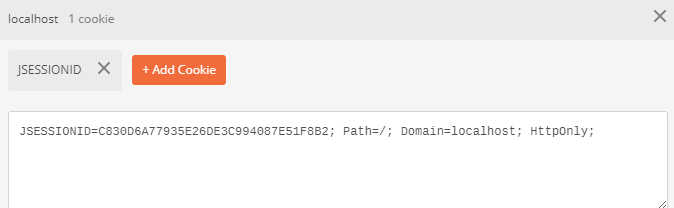 localhost 1 cookie
JSESSIONID
+ Add Cookie
JSESSIONID=C830D6A77935E26DE3C994087E51F8B2; Path=/; Domain=localhost; HttpOnly;